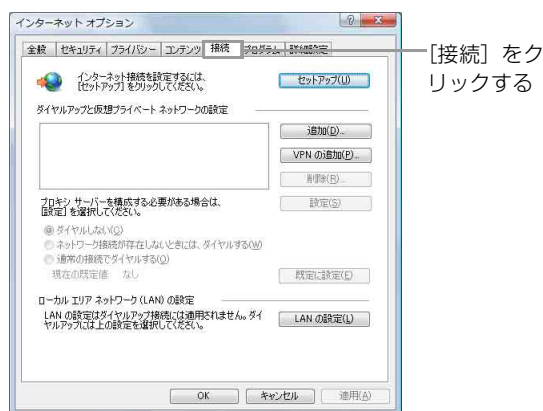 インターネット オプション
全般 セキュリティ プライバシー コンテンツ 接続 プログラム 詳細設定
[接続] をク
リックする
インターネット接続を設定するには、
[セットアップ] をクリックしてください。
セットアップ(U)
ダイヤルアップと仮想プライベート ネットワークの設定
追加(D)...
VPN の追加(P)...
削除(R)...
プロキシ サーバーを構成する必要がある場合は、
[設定] を選択してください。
設定(S)
ダイヤルしない(C)
ネットワーク接続が存在しないときには、ダイヤルする(W)
通常の接続でダイヤルする(O)
現在の既定値 なし
既定に設定(E)
ローカル エリア ネットワーク (LAN) の設定
LAN の設定はダイヤルアップ接続には適用されません。ダイ
ヤルアップには上の設定を選択してください。
LAN の設定(L)
OK キャンセル 適用(A)